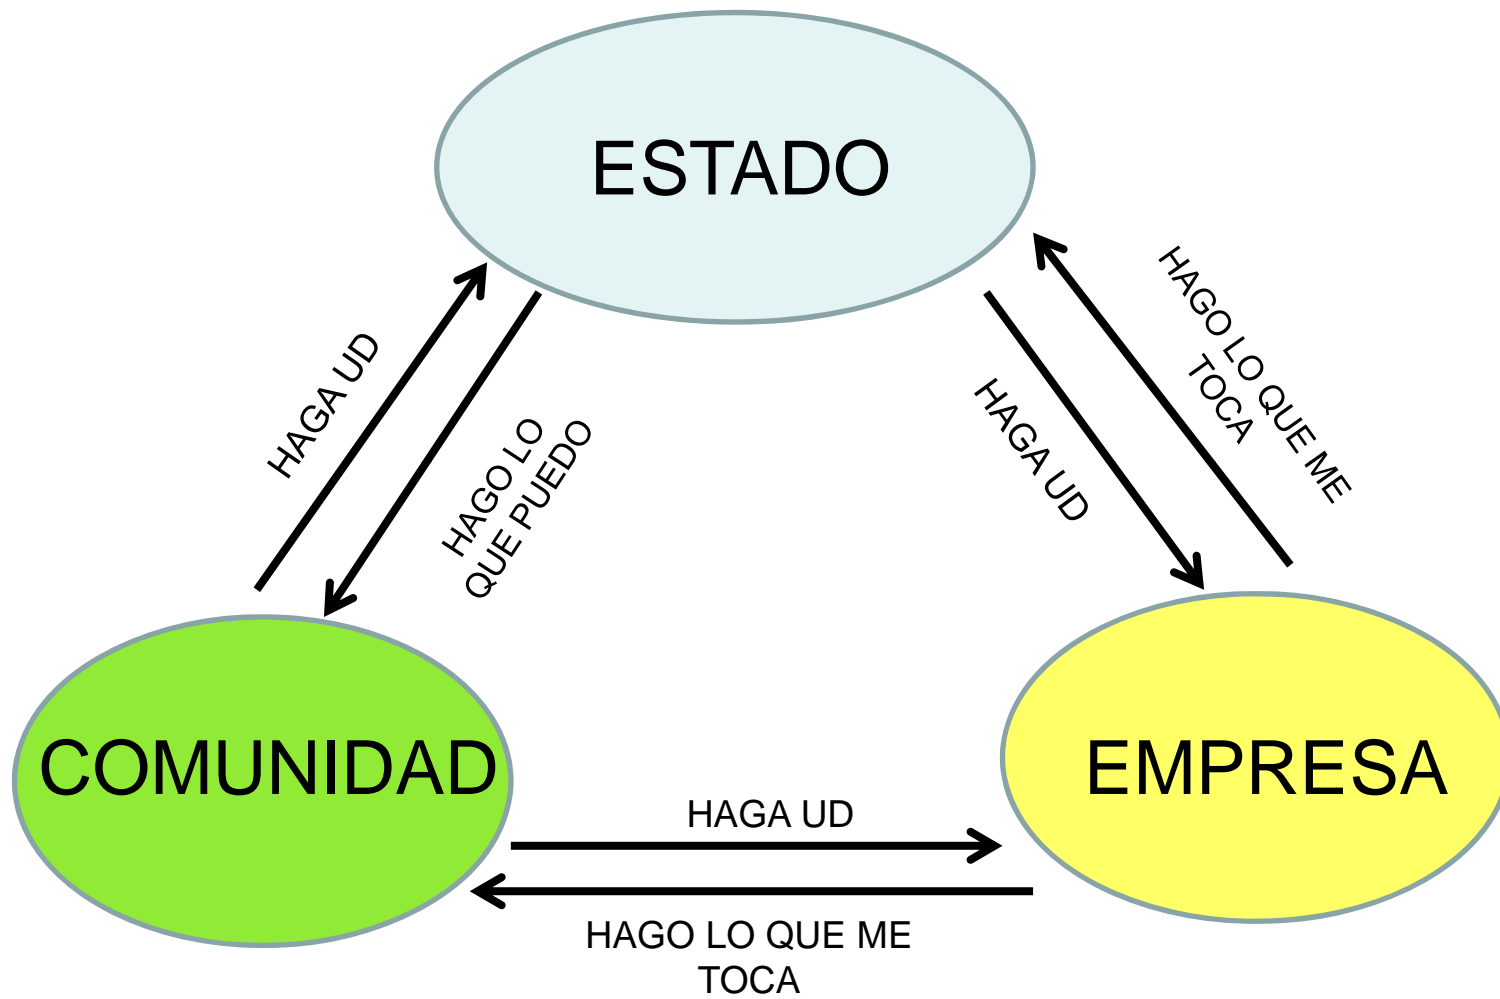 ESTADO
HAGA UD
HAGO LO
QUE PUEDO
HAGA UD
HAGO LO QUE ME
TOCA
COMUNIDAD
EMPRESA
HAGA UD
HAGO LO QUE ME
TOCA